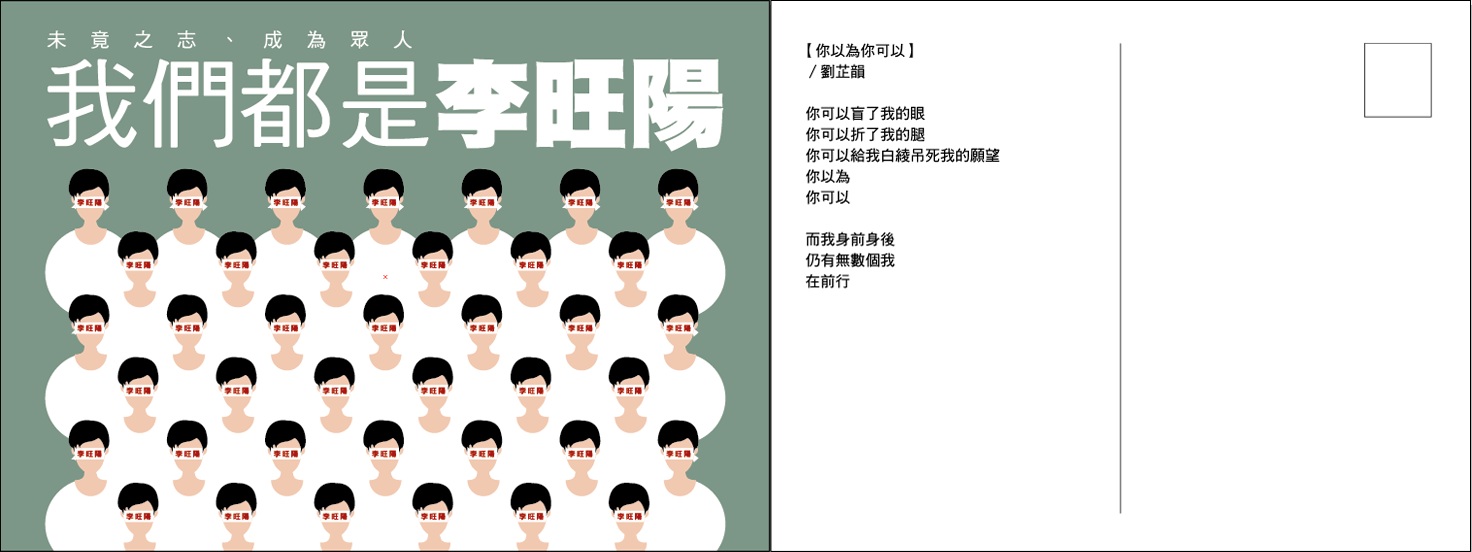 未竟之志、成為眾人
我們都是李旺陽
李旺陽 李旺陽 李旺陽 李旺陽 李旺陽 李旺陽 李旺陽
李旺陽 李旺陽 李旺陽 李旺陽 李旺陽 李旺陽
李旺陽 李旺陽 李旺陽 李旺陽 李旺陽 李旺陽 李旺陽
李旺陽 李旺陽 李旺陽 李旺陽 李旺陽 李旺陽
李旺陽 李旺陽 李旺陽 李旺陽 李旺陽 李旺陽 李旺陽
李旺陽 李旺陽 李旺陽 李旺陽 李旺陽 李旺陽
【你以為你可以】
／劉芷韻
你可以盲了我的眼
你可以折了我的腿
你可以給我白綾吊死我的願望
你以為
你可以
而我身前身後
仍有無數個我
在前行